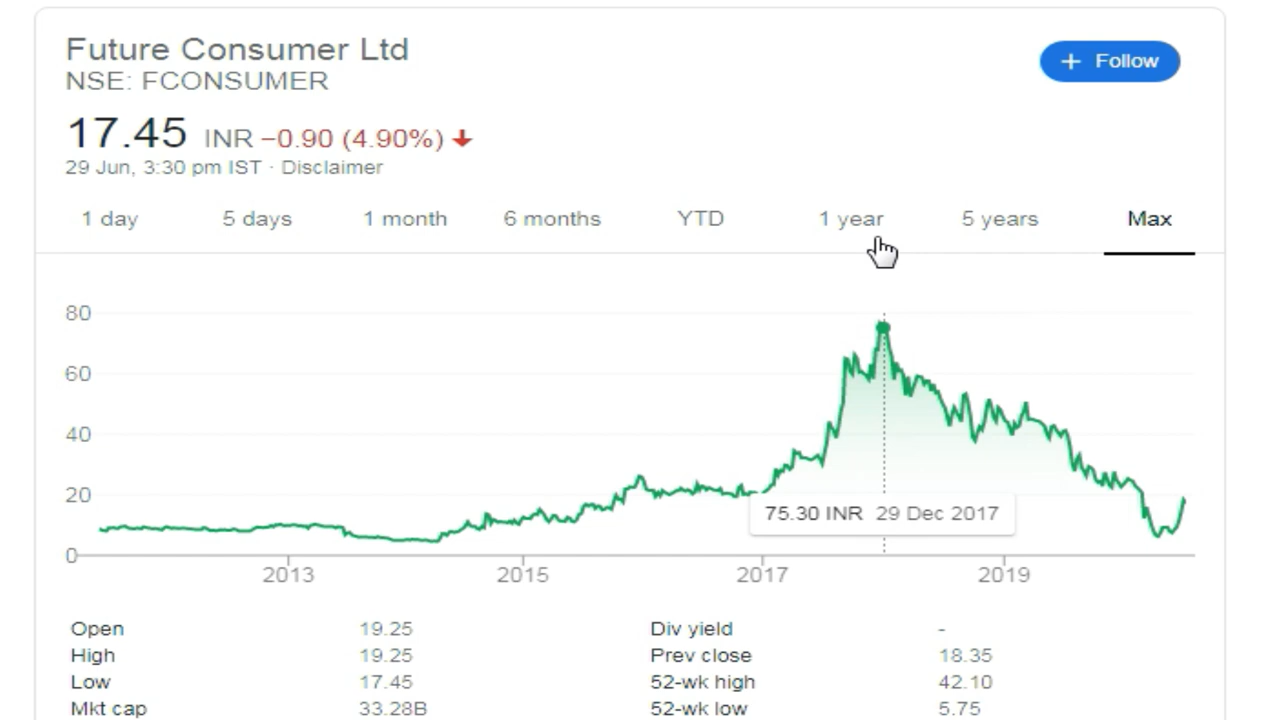 Future Consumer Ltd
NSE: FCONSUMER
+ Follow
17.45 INR −0.90 (4.90%)
29 Jun, 3:30 pm IST · Disclaimer
1 day 5 days 1 month 6 months YTD 1 year 5 years Max
80
60
40
20
0
75.30 INR 29 Dec 2017
2013 2015 2017 2019
Open 19.25 Div yield -
High 19.25 Prev close 18.35
Low 17.45 52-wk high 42.10
Mkt cap 33.28B 52-wk low 5.75